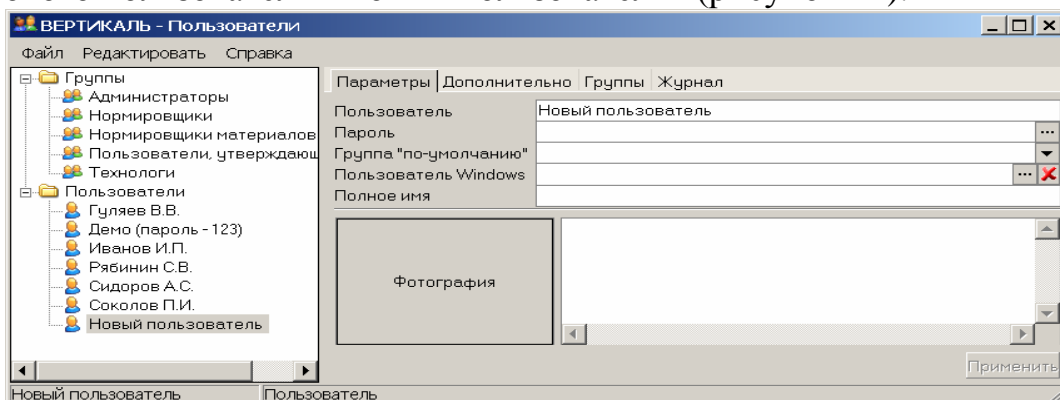 ВЕРТИКАЛЬ - Пользователи
Файл Редактировать Справка
Группы
Администраторы
Нормировщики
Нормировщики материалов
Пользователи, утверждающ
Технологи
Пользователи
Гуляев В.В.
Демо (пароль - 123)
Иванов И.П.
Рябинин С.В.
Сидоров А.С.
Соколов П.И.
Новый пользователь
Параметры Дополнительно Группы Журнал
Пользователь Новый пользователь
Пароль
Группа "по-умолчанию"
Пользователь Windows
Полное имя
Фотография
Применить
Новый пользователь Пользователь